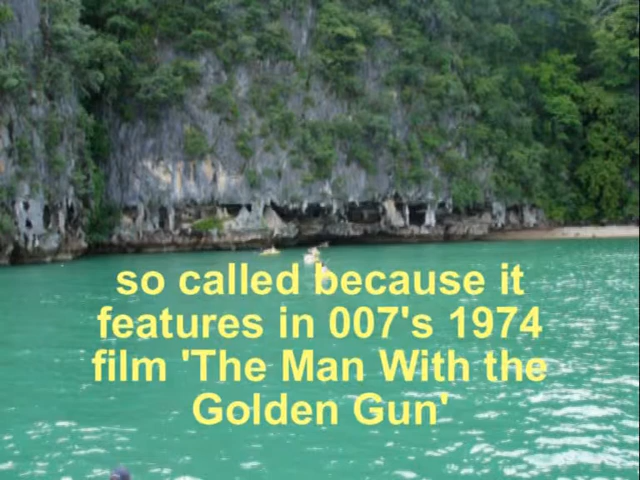 so called because it
features in 007's 1974
film 'The Man With the
Golden Gun'